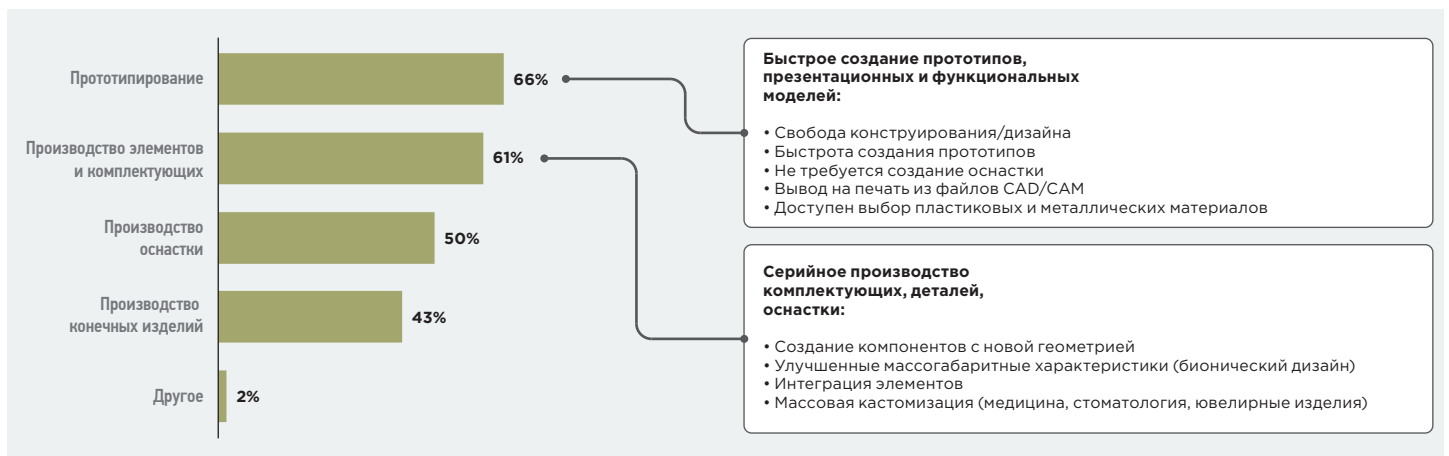 Прототипирование
66%
Производство элементов
и комплектующих
61%
Производство
оснастки
50%
Производство
конечных изделий
43%
Другое
2%
Быстрое создание прототипов,
презентационных и функциональных
моделей:
• Свобода конструирования/дизайна
• Быстрота создания прототипов
• Не требуется создание оснастки
• Вывод на печать из файлов CAD/CAM
• Доступен выбор пластиковых и металлических материалов
Серийное производство
комплектующих, деталей,
оснастки:
• Создание компонентов с новой геометрией
• Улучшенные массогабаритные характеристики (бионический дизайн)
• Интеграция элементов
• Массовая кастомизация (медицина, стоматология, ювелирные изделия)